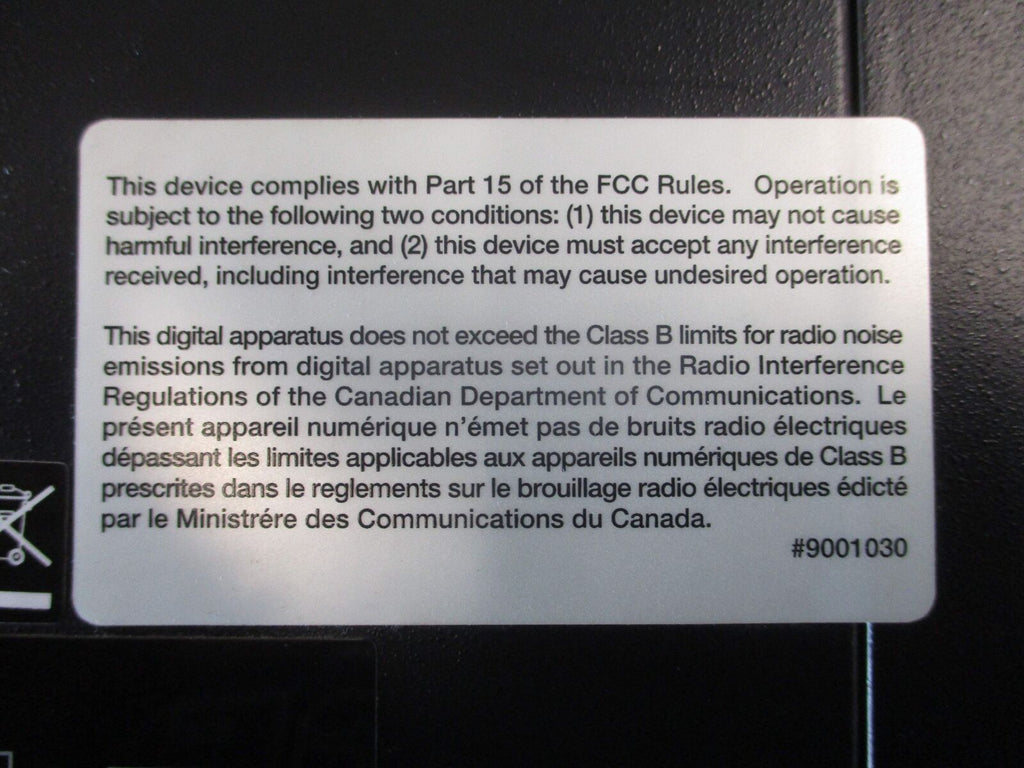 This device complies with Part 15 of the FCC Rules. Operation is
subject to the following two conditions: (1) this device may not cause
harmful interference, and (2) this device must accept any interference
received, including interference that may cause undesired operation.
This digital apparatus does not exceed the Class B limits for radio noise
emissions from digital apparatus set out in the Radio Interference
Regulations of the Canadian Department of Communications. Le
présent appareil numérique n'émet pas de bruits radio électriques
dépassant les limites applicables aux appareils numériques de Class B
prescrites dans le reglements sur le brouillage radio électriques édicté
par le Ministrére des Communications du Canada.
#9001030